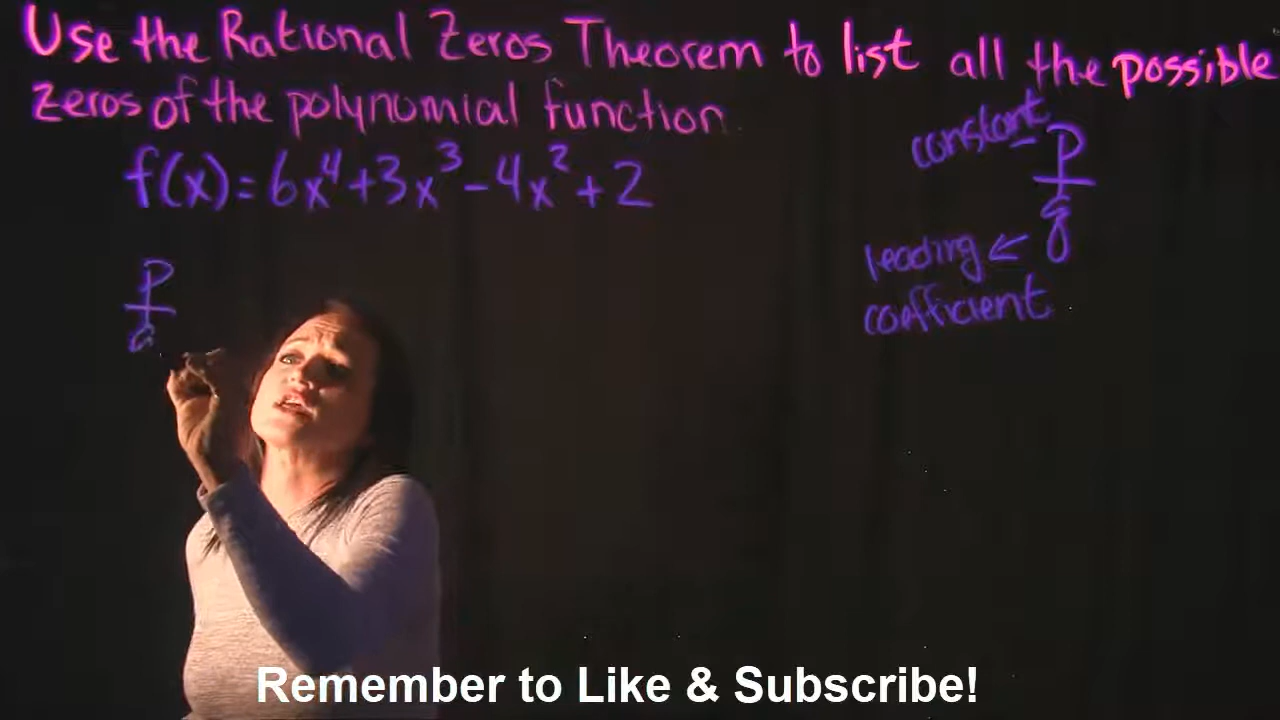 Use the Rational Zeros Theorem to list all the possible
zeros of the polynomial function
f(x) = 6x⁴ + 3x³ - 4x² + 2
constant
P
q
leading ←
coefficient
P
q
Remember to Like & Subscribe!